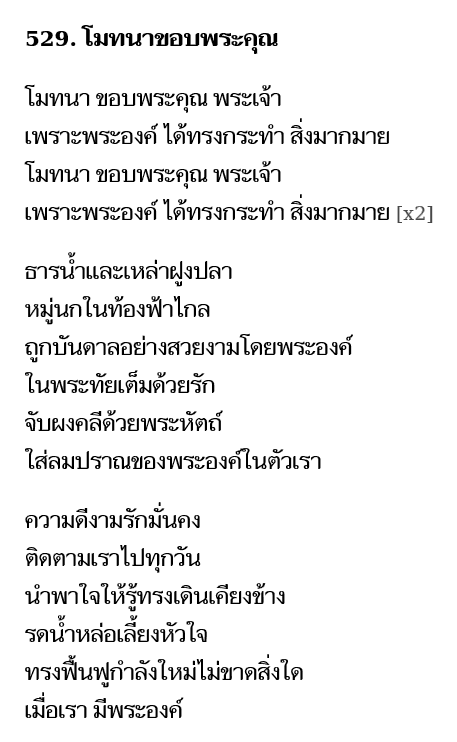 529. โมทนาขอบพระคุณ
โมทนา ขอบพระคุณ พระเจ้า
เพราะพระองค์ ได้ทรงกระทำ สิ่งมากมาย
โมทนา ขอบพระคุณ พระเจ้า
เพราะพระองค์ ได้ทรงกระทำ สิ่งมากมาย [x2]
ธารน้ำและเหล่าฝูงปลา
หมู่นกในท้องฟ้าไกล
ถูกบันดาลอย่างสวยงามโดยพระองค์
ในพระทัยเต็มด้วยรัก
จับผงคลีด้วยพระหัตถ์
ใส่ลมปราณของพระองค์ในตัวเรา
ความดีงามรักมั่นคง
ติดตามเราไปทุกวัน
นำพาใจให้รู้ทรงเดินเคียงข้าง
รดน้ำหล่อเลี้ยงหัวใจ
ทรงฟื้นฟูกำลังใหม่ไม่ขาดสิ่งใด
เมื่อเรา มีพระองค์